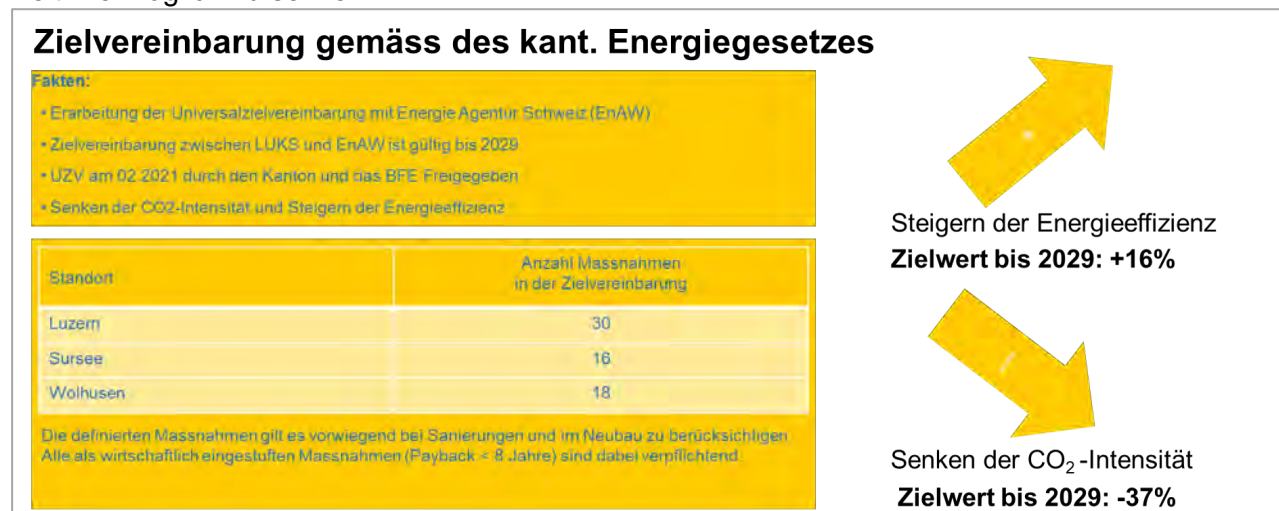 Zielvereinbarung gemäss des kant. Energiegesetzes
Fakten:
• Erarbeitung der Universalzielvereinbarung mit Energie Agentur Schweiz (EnAW)
• Zielvereinbarung zwischen LUKS und EnAW ist gültig bis 2029
• UZV am 02.2021 durch den Kanton und das BFE Freigegeben
• Senken der CO2-Intensität und Steigern der Energieeffizienz
Standort
Anzahl Massnahmen
in der Zielvereinbarung
Luzern 30
Sursee 16
Wolhusen 18
Die definierten Massnahmen gilt es vorwiegend bei Sanierungen und im Neubau zu berücksichtigen
Alle als wirtschaftlich eingestuften Massnahmen (Payback < 8 Jahre) sind dabei verpflichtend
Steigern der Energieeffizienz
Zielwert bis 2029: +16%
Senken der CO₂-Intensität
Zielwert bis 2029: -37%